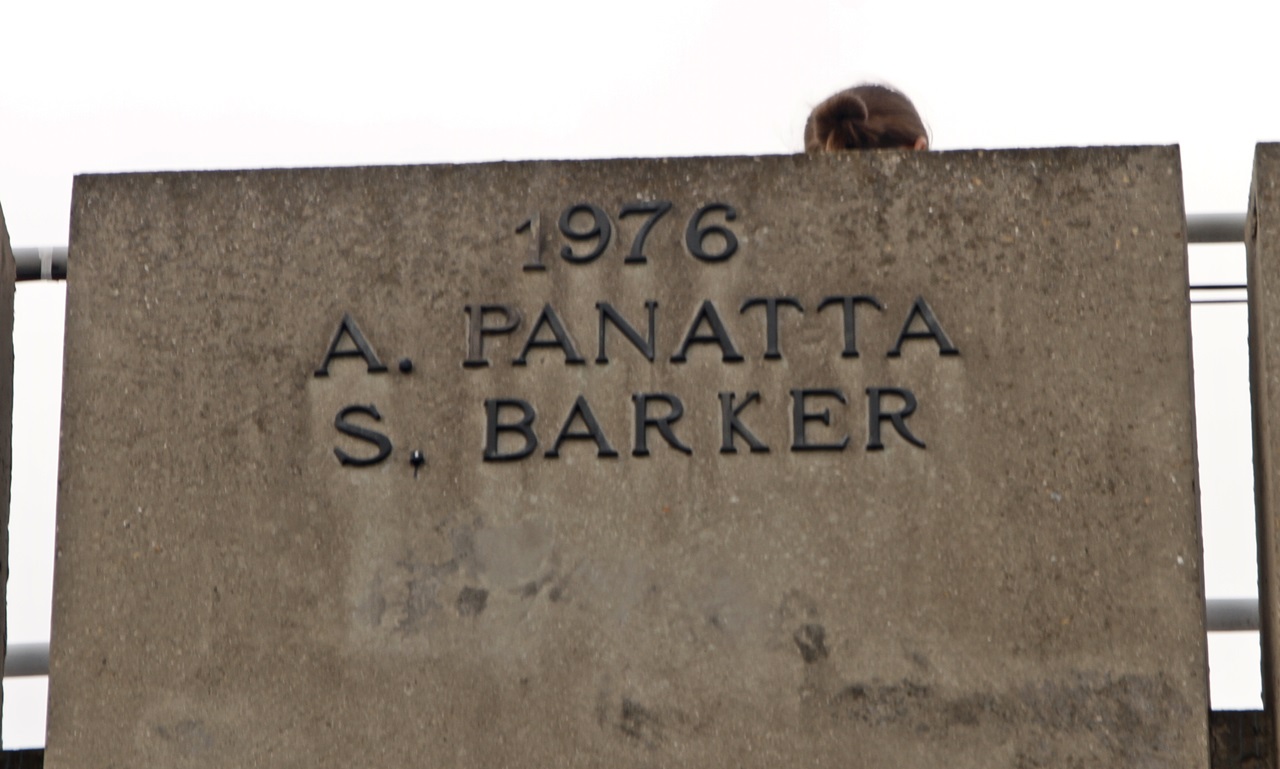 1976
A. PANATTA
S. BARKER